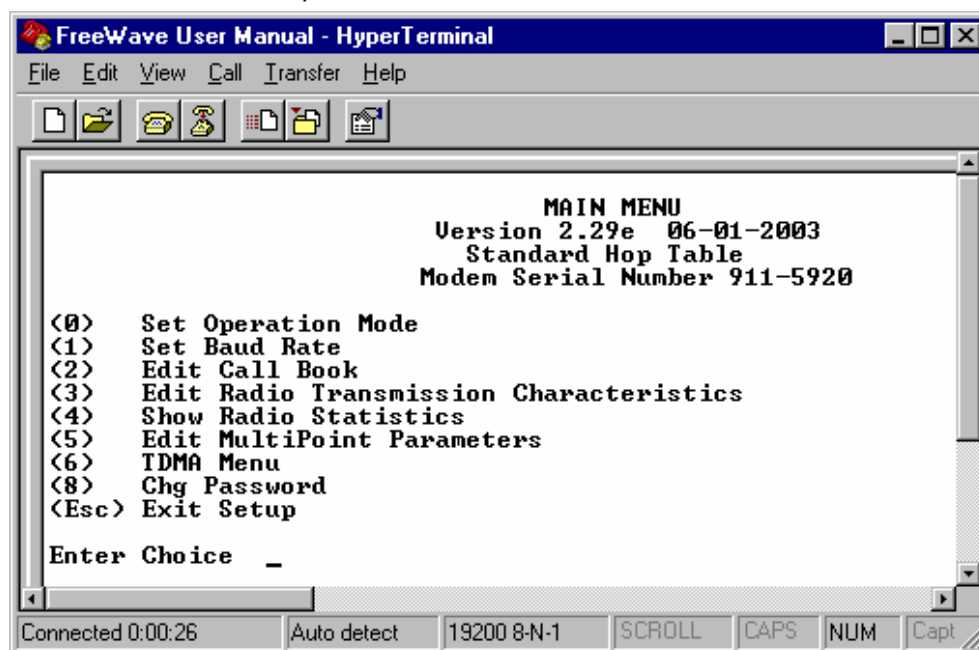 FreeWave User Manual - HyperTerminal
File Edit View Call Transfer Help
MAIN MENU
Version 2.29e 06-01-2003
Standard Hop Table
Modem Serial Number 911-5920
(0) Set Operation Mode
(1) Set Baud Rate
(2) Edit Call Book
(3) Edit Radio Transmission Characteristics
(4) Show Radio Statistics
(5) Edit MultiPoint Parameters
(6) TDMA Menu
(8) Chg Password
(Esc) Exit Setup
Enter Choice _
Connected 0:00:26 Auto detect 19200 8-N-1 SCROLL CAPS NUM Capt